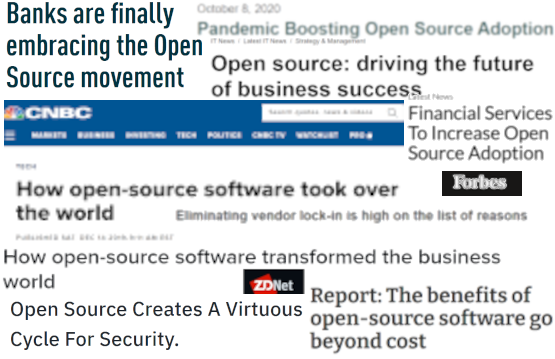 Banks are finally
embracing the Open
Source movement
October 8, 2020
Pandemic Boosting Open Source Adoption
IT News / Latest IT News / Strategy & Management
Open source: driving the future
of business success
Latest News
Financial Services
To Increase Open
Source Adoption
CNBC
Search quotes, news & videos
MARKETS BUSINESS INVESTING TECH POLITICS CNBC TV WATCHLIST PRO
TECH
How open-source software took over
the world
Forbes
Eliminating vendor lock-in is high on the list of reasons
How open-source software transformed the business
world
ZDNet
Open Source Creates A Virtuous
Cycle For Security.
Report: The benefits of
open-source software go
beyond cost